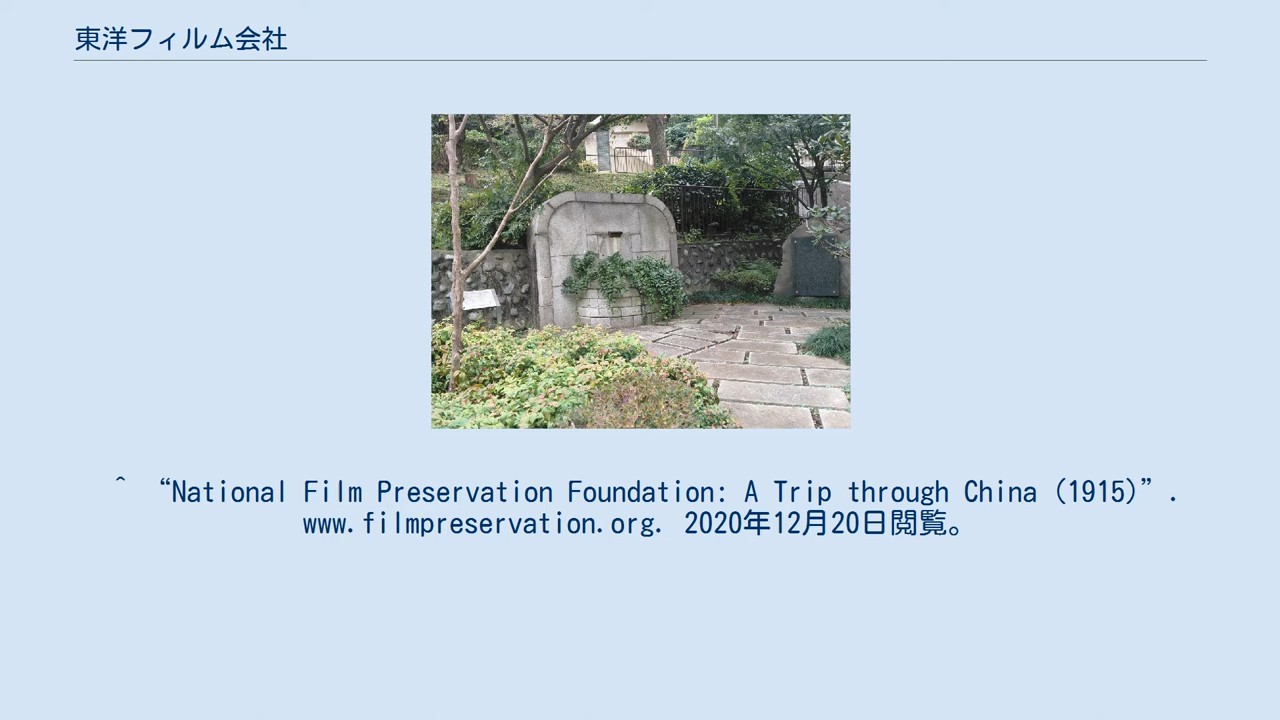 東洋フィルム会社
^ “National Film Preservation Foundation: A Trip through China (1915)”.
www.filmpreservation.org. 2020年12月20日閲覧。